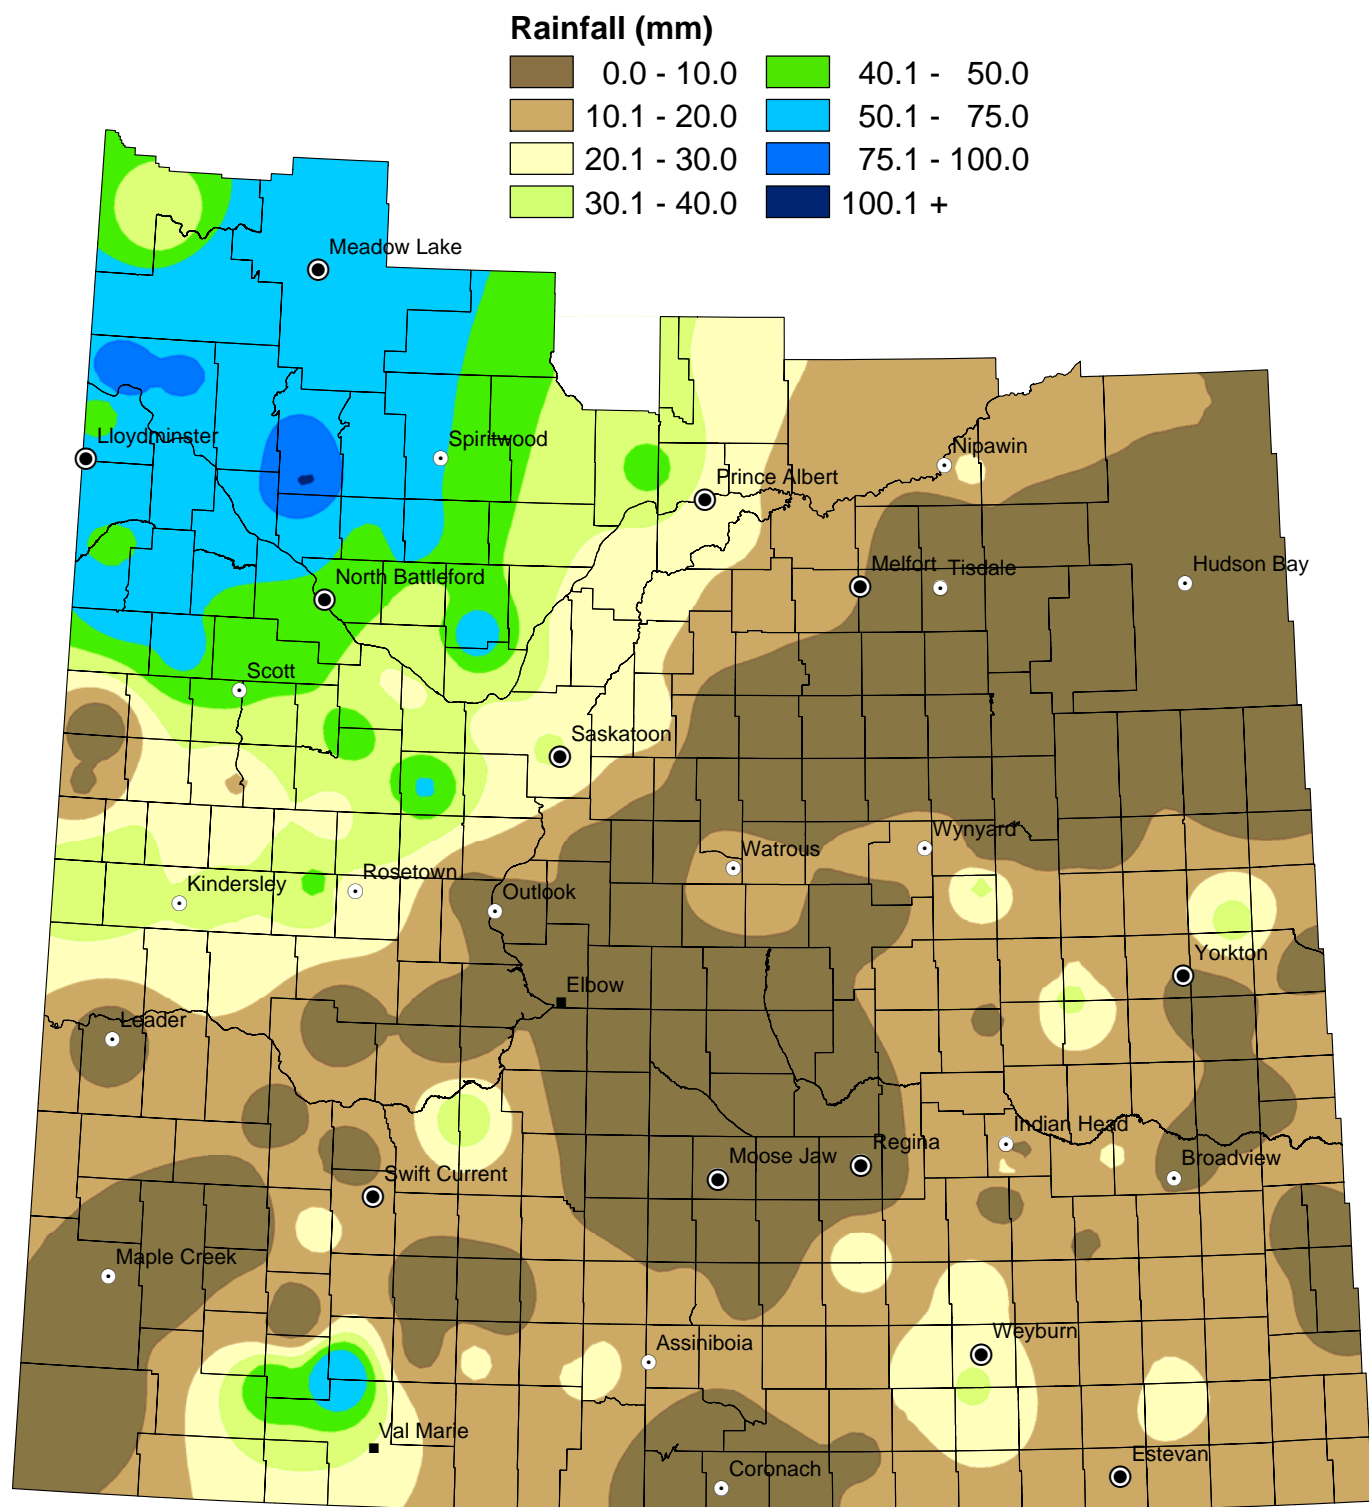 Rainfall (mm)
0.0 - 10.0 40.1 - 50.0
10.1 - 20.0 50.1 - 75.0
20.1 - 30.0 75.1 - 100.0
30.1 - 40.0 100.1 +
Meadow Lake
Lloydminster
Spiritwood
Nipawin
Prince Albert
North Battleford
Melfort
Tisdale
Hudson Bay
Scott
Saskatoon
Wynyard
Watrous
Rosetown
Kindersley
Outlook
Yorkton
Elbow
Leader
Indian Head
Regina
Moose Jaw
Broadview
Swift Current
Maple Creek
Weyburn
Assiniboia
Val Marie
Estevan
Coronach